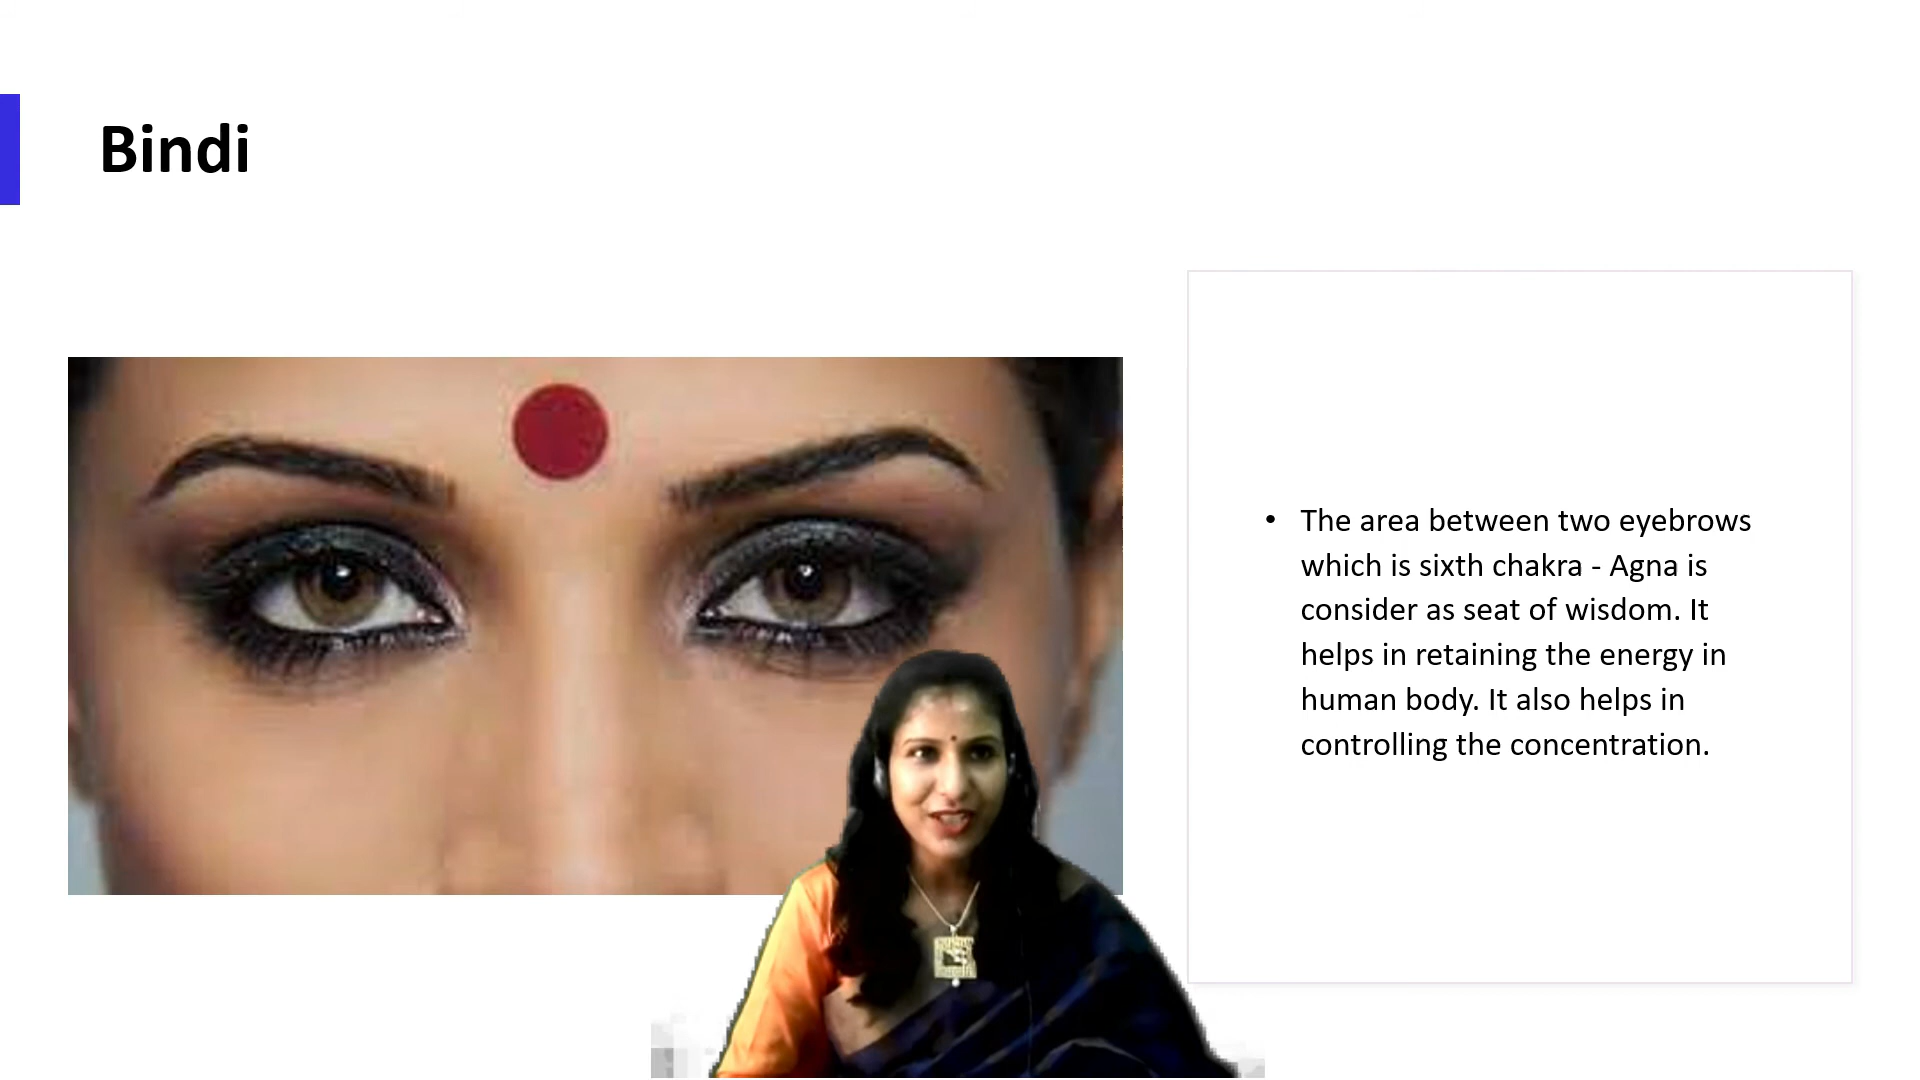 Bindi
• The area between two eyebrows
which is sixth chakra - Agna is
consider as seat of wisdom. It
helps in retaining the energy in
human body. It also helps in
controlling the concentration.